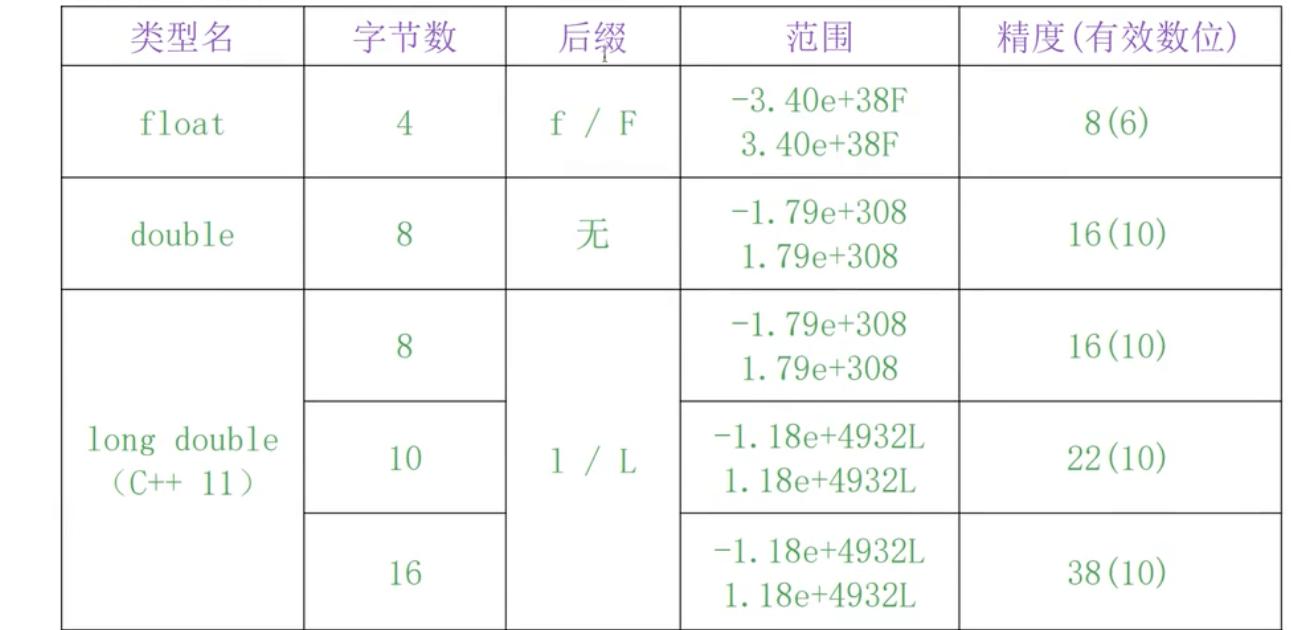 类型名 字节数 后缀 范围 精度(有效数位)
float 4 f / F -3.40e+38F 8(6)
3.40e+38F
double 8 无 -1.79e+308 16(10)
1.79e+308
long double
（C++ 11）
l / L
8 -1.79e+308 16(10)
1.79e+308
10 -1.18e+4932L 22(10)
1.18e+4932L
16 -1.18e+4932L 38(10)
1.18e+4932L